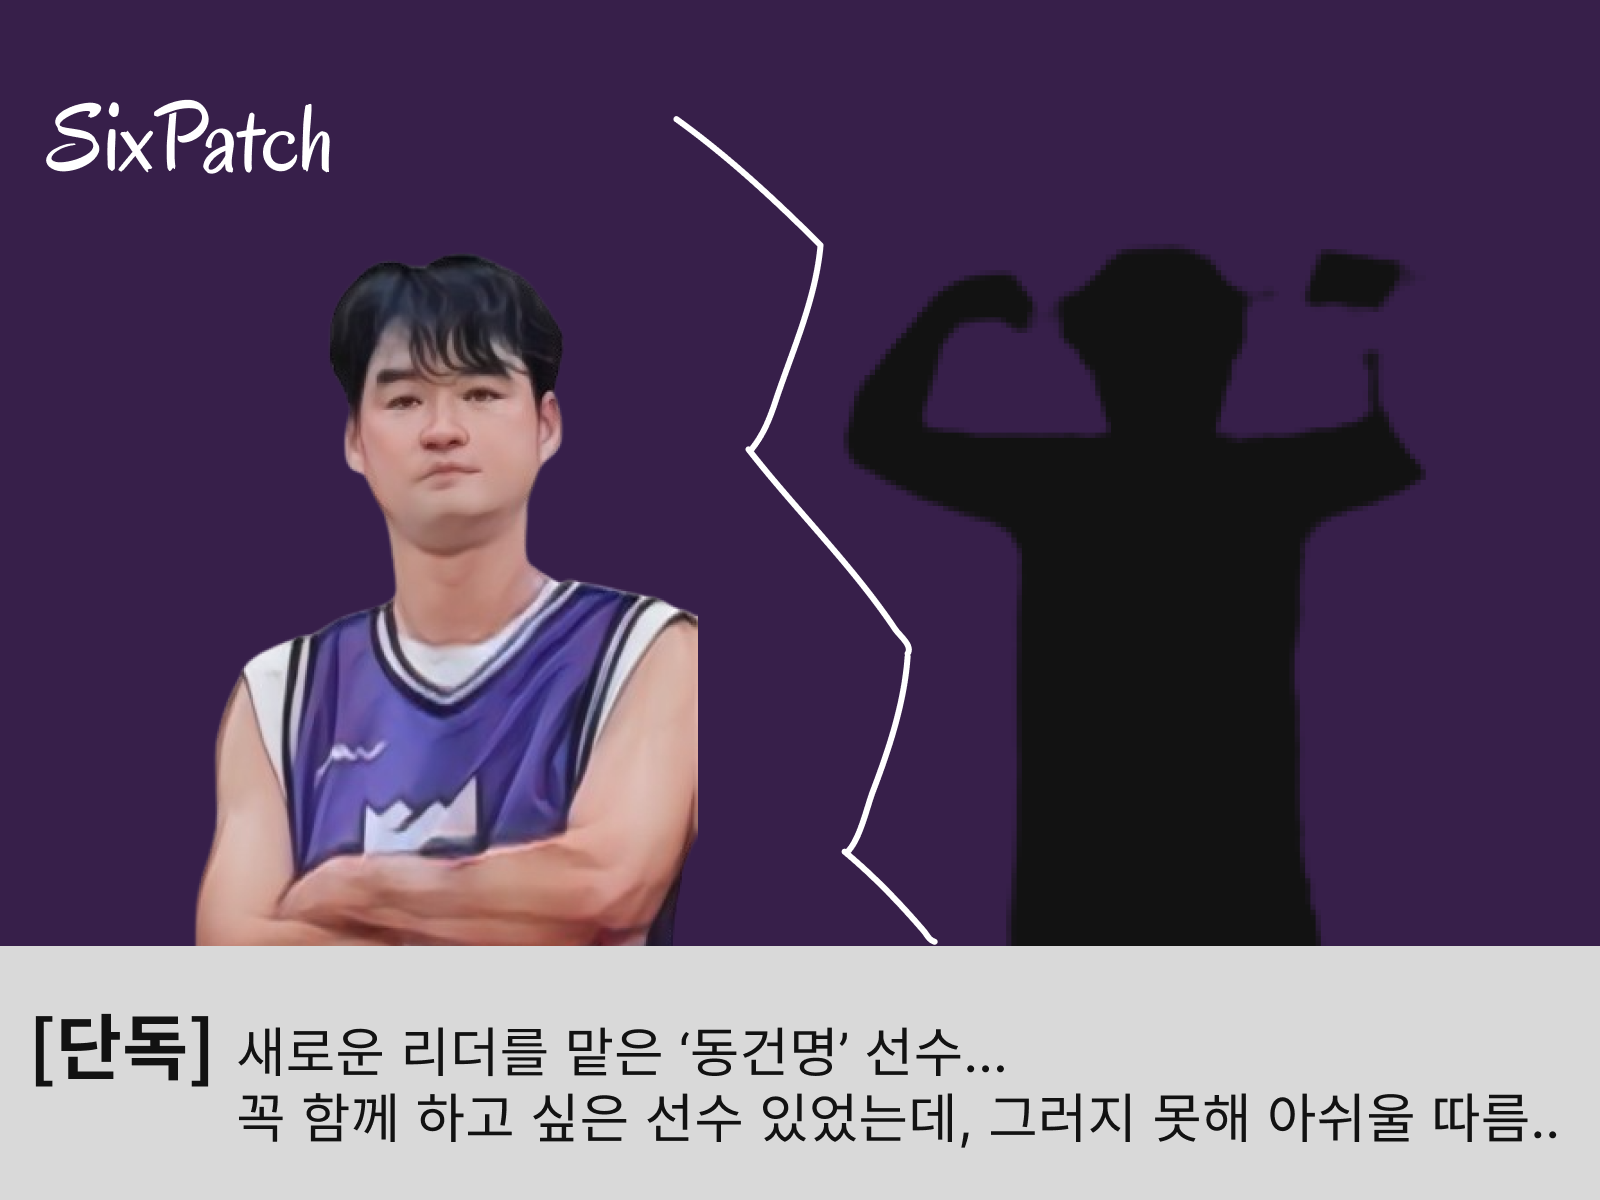 SixPatch
[단독] 새로운 리더를 맡은 ‘동건명’ 선수...
꼭 함께 하고 싶은 선수 있었는데, 그러지 못해 아쉬울 따름..